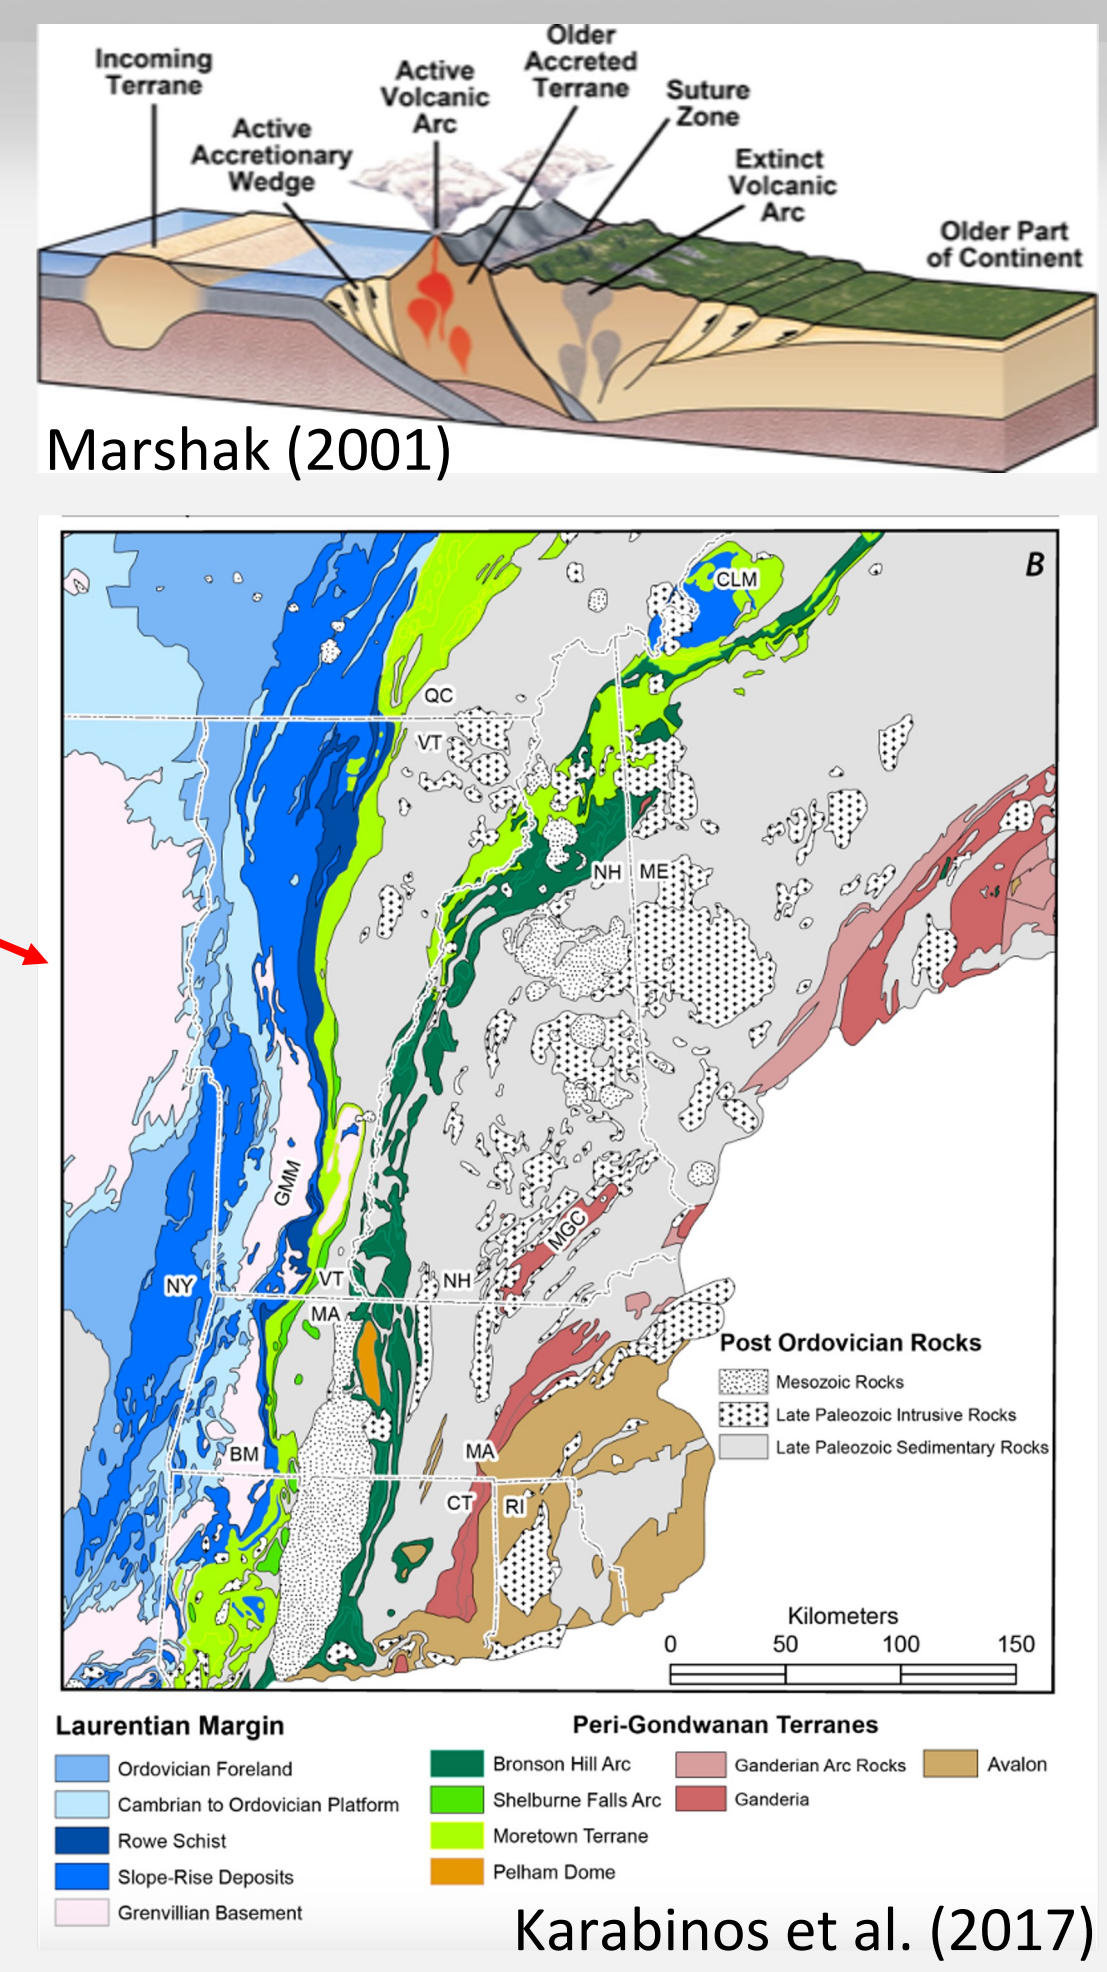 Incoming
Terrane
Active
Accretionary
Wedge
Active
Volcanic
Arc
Older
Accreted
Terrane
Suture
Zone
Extinct
Volcanic
Arc
Older Part
of Continent
Marshak (2001)
B
CLM
QC
VT
NH
ME
GMM
MGC
NY
VT
NH
MA
BM
MA
CT
RI
Post Ordovician Rocks
Mesozoic Rocks
Late Paleozoic Intrusive Rocks
Late Paleozoic Sedimentary Rocks
Kilometers
0 50 100 150
Laurentian Margin
Ordovician Foreland
Cambrian to Ordovician Platform
Rowe Schist
Slope-Rise Deposits
Grenvillian Basement
Peri-Gondwanan Terranes
Bronson Hill Arc
Shelburne Falls Arc
Moretown Terrane
Pelham Dome
Ganderian Arc Rocks
Ganderia
Avalon
Karabinos et al. (2017)